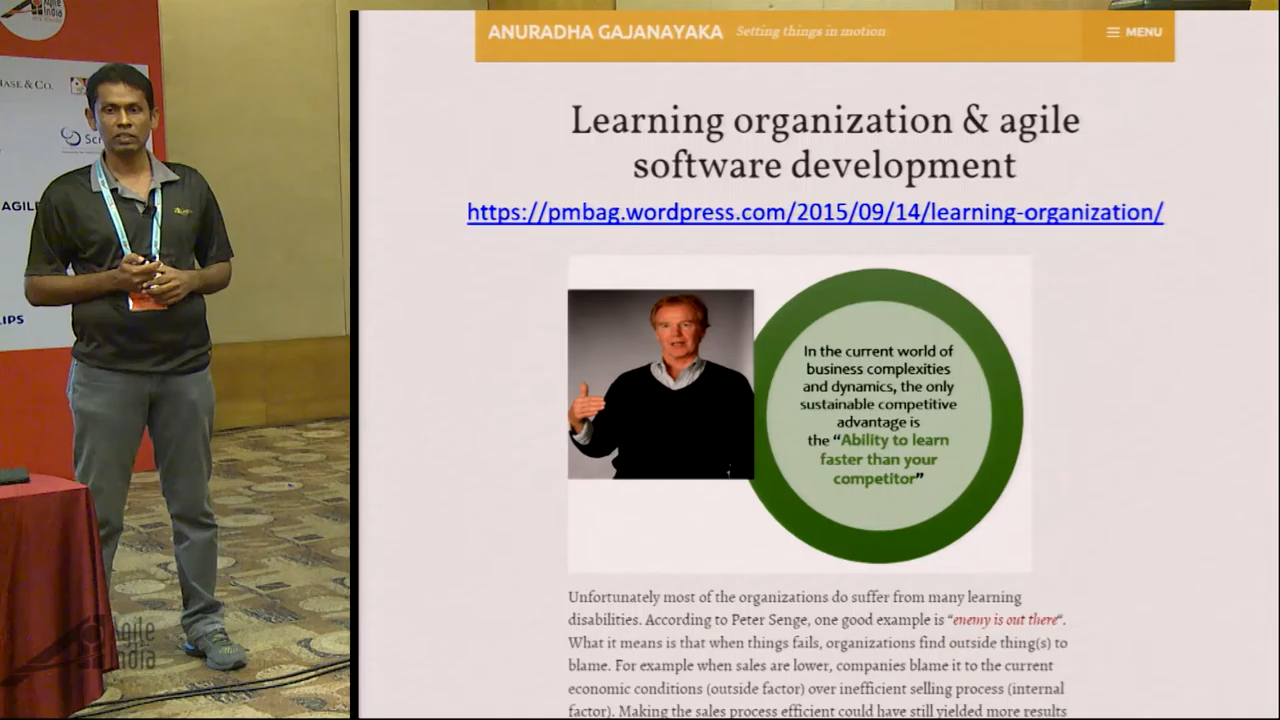 Agile
India
HASE & CO.
AGILE
LIPS
Agile
India
ANURADHA GAJANAYAKA
Setting things in motion
MENU
Learning organization & agile
software development
https://pmbag.wordpress.com/2015/09/14/learning-organization/
In the current world of
business complexities
and dynamics, the only
sustainable competitive
advantage is
the “Ability to learn
faster than your
competitor”
Unfortunately most of the organizations do suffer from many learning
disabilities. According to Peter Senge, one good example is “enemy is out there“.
What it means is that when things fails, organizations find outside thing(s) to
blame. For example when sales are lower, companies blame it to the current
economic conditions (outside factor) over inefficient selling process (internal
factor). Making the sales process efficient could have still yielded more results